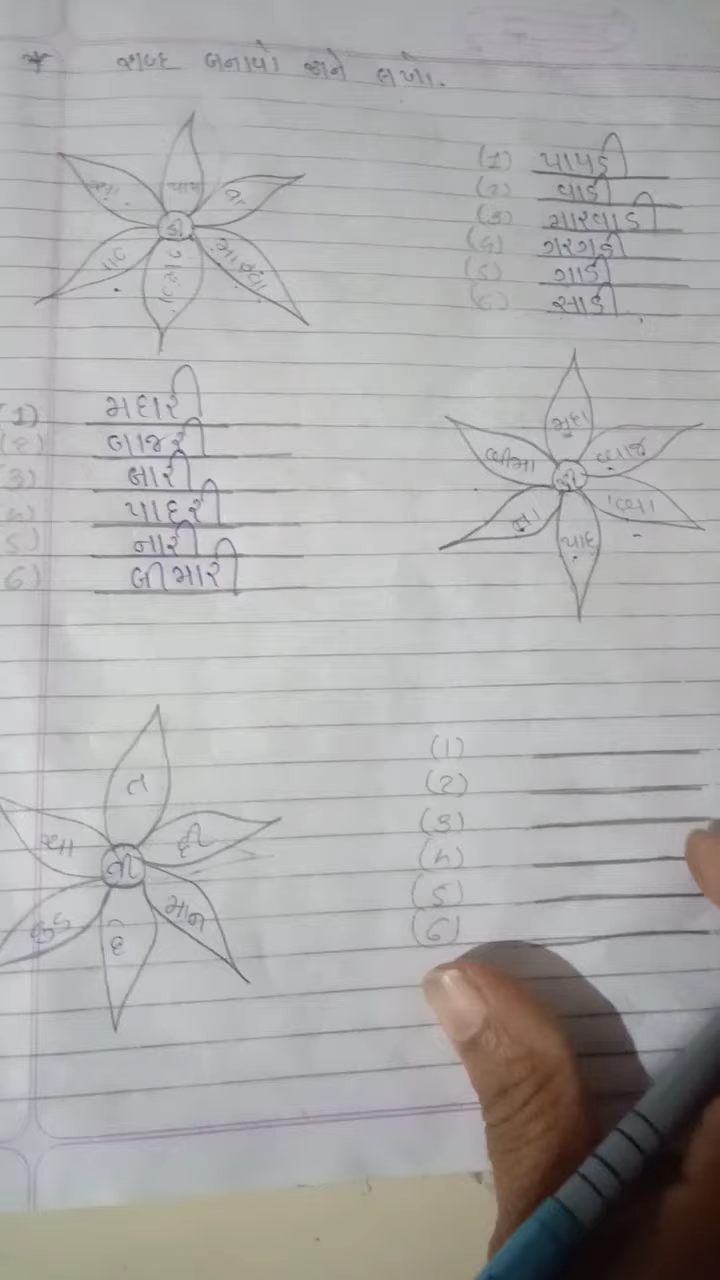 * શબ્દ બનાવો અને લખો.
પાપ
ડી
(1) પાપડી
(2) વાડી
(3) મારવાડી
(4) ગરગડી
(5) ગાડી
(6) સાડી
(1) મદારી
(2) બાજરી
(3) બારી
(4) પાદરી
(5) નારી
(6) બીમારી
મદા
બાજ
બીમા
રી
બા
ના
પાદ
ત
ની
માન
(1)
(2)
(3)
(4)
(5)
(6)